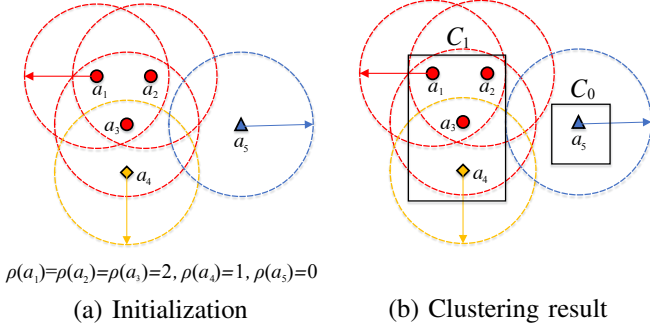 a₁ a₂
a₃
a₄
a₅
ρ(a₁)=ρ(a₂)=ρ(a₃)=2, ρ(a₄)=1, ρ(a₅)=0
(a) Initialization
C₁
a₁ a₂
a₃
a₄
C₀
a₅
(b) Clustering result